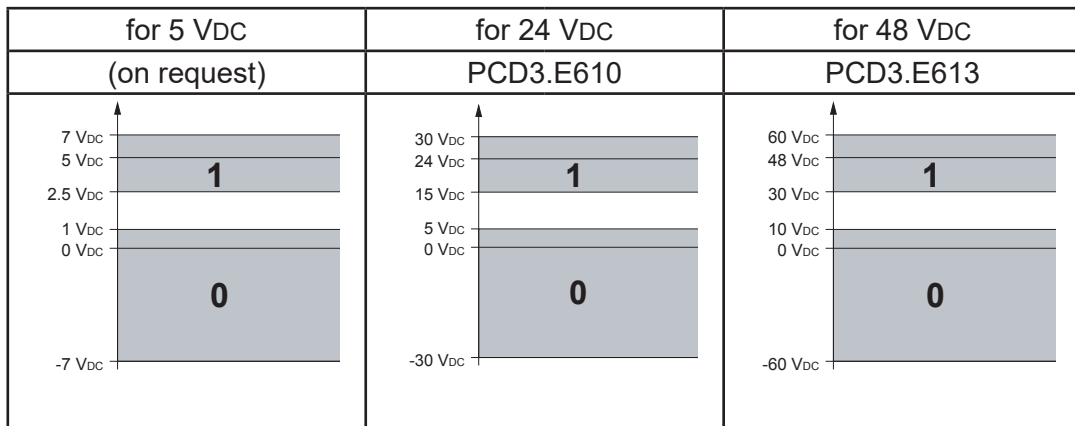 for 5 VDC
for 24 VDC
for 48 VDC
(on request)
PCD3.E610
PCD3.E613
7 VDC
5 VDC
1
2.5 VDC
1 VDC
0 VDC
0
-7 VDC
30 VDC
24 VDC
1
15 VDC
5 VDC
0 VDC
0
-30 VDC
60 VDC
48 VDC
1
30 VDC
10 VDC
0 VDC
0
-60 VDC